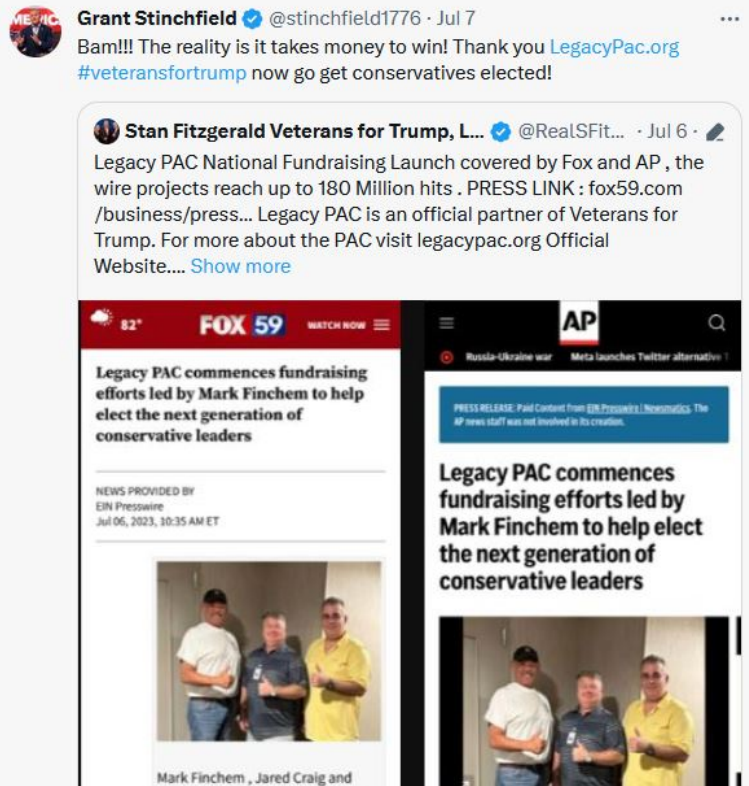 Grant Stinchfield @stinchfield1776 · Jul 7
Bam!!! The reality is it takes money to win! Thank you LegacyPac.org
#veteransfortrump now go get conservatives elected!
Stan Fitzgerald Veterans for Trump, L... @RealSFit... · Jul 6 ·
Legacy PAC National Fundraising Launch covered by Fox and AP , the
wire projects reach up to 180 Million hits . PRESS LINK : fox59.com
/business/press... Legacy PAC is an official partner of Veterans for
Trump. For more about the PAC visit legacypac.org Official
Website.... Show more
82°
FOX 59
WATCH NOW
Legacy PAC commences fundraising
efforts led by Mark Finchem to help
elect the next generation of
conservative leaders
NEWS PROVIDED BY
EIN Presswire
Jul 06, 2023, 10:35 AM ET
Mark Finchem , Jared Craig and
AP
Russia-Ukraine war Meta launches Twitter alternative
PRESS RELEASE: Paid Content from EIN Presswire | Newsmatics. The
AP news staff was not involved in its creation.
Legacy PAC commences
fundraising efforts led by
Mark Finchem to help elect
the next generation of
conservative leaders